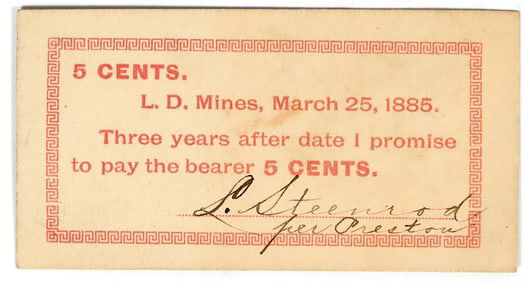 5 CENTS.
L. D. Mines, March 25, 1885.
Three years after date I promise
to pay the bearer 5 CENTS.
L. Steenrod
per Preston